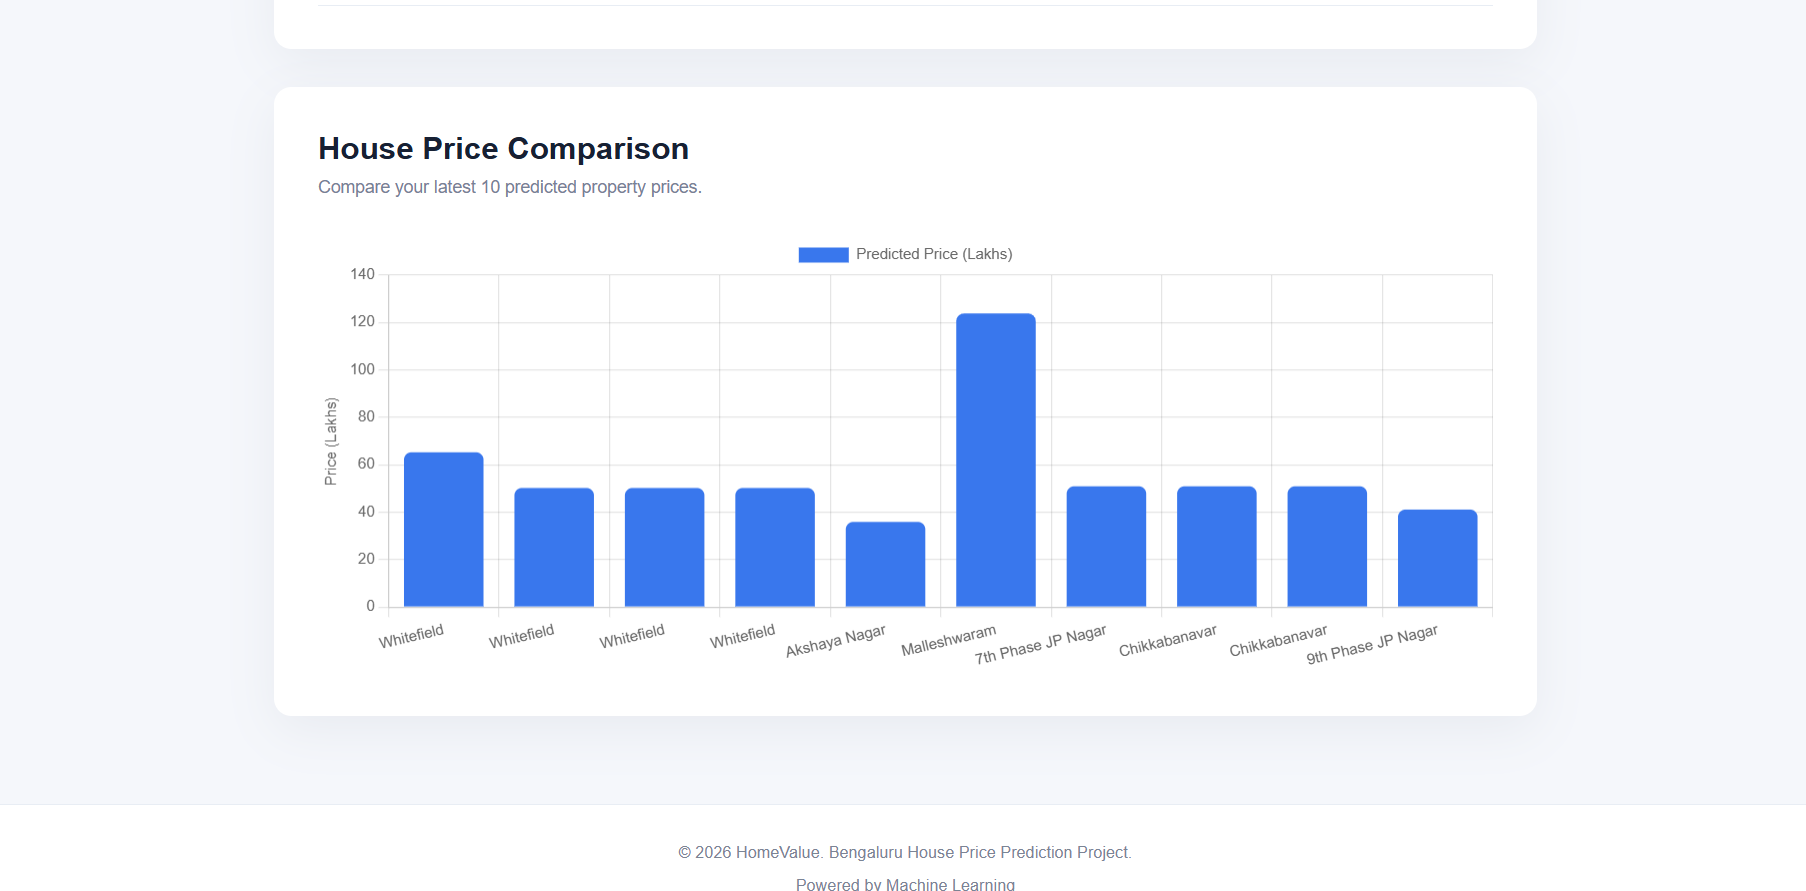 House Price Comparison
Compare your latest 10 predicted property prices.
Predicted Price (Lakhs)
Price (Lakhs)
140
120
100
80
60
40
20
0
Whitefield
Whitefield
Whitefield
Whitefield
Akshaya Nagar
Malleshwaram
7th Phase JP Nagar
Chikkabanavar
Chikkabanavar
9th Phase JP Nagar
© 2026 HomeValue. Bengaluru House Price Prediction Project.
Powered by Machine Learning